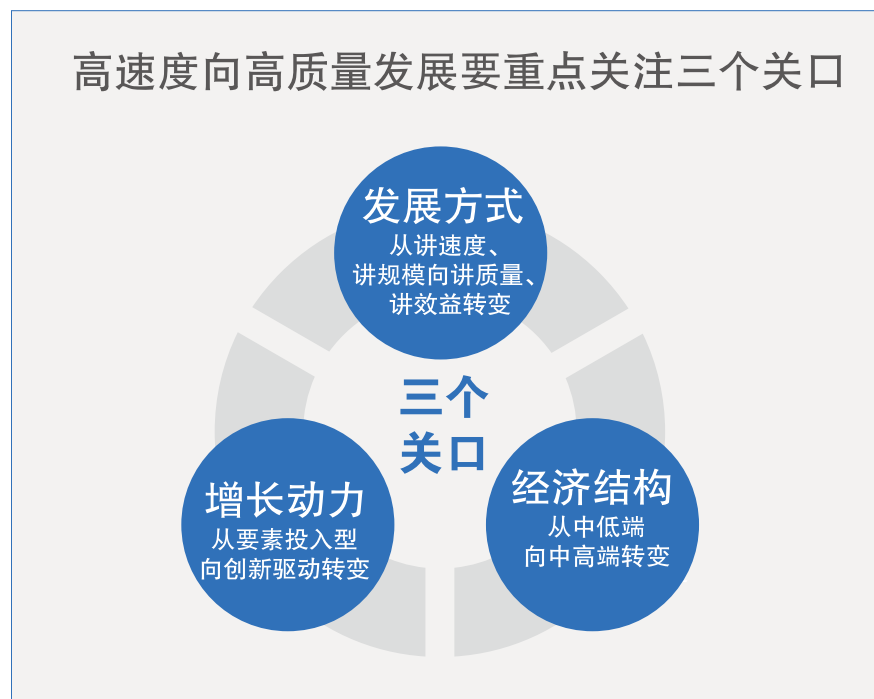 高速度向高质量发展要重点关注三个关口
发展方式
从讲速度、
讲规模向讲质量、
讲效益转变
三个
关口
增长动力
从要素投入型
向创新驱动转变
经济结构
从中低端
向中高端转变